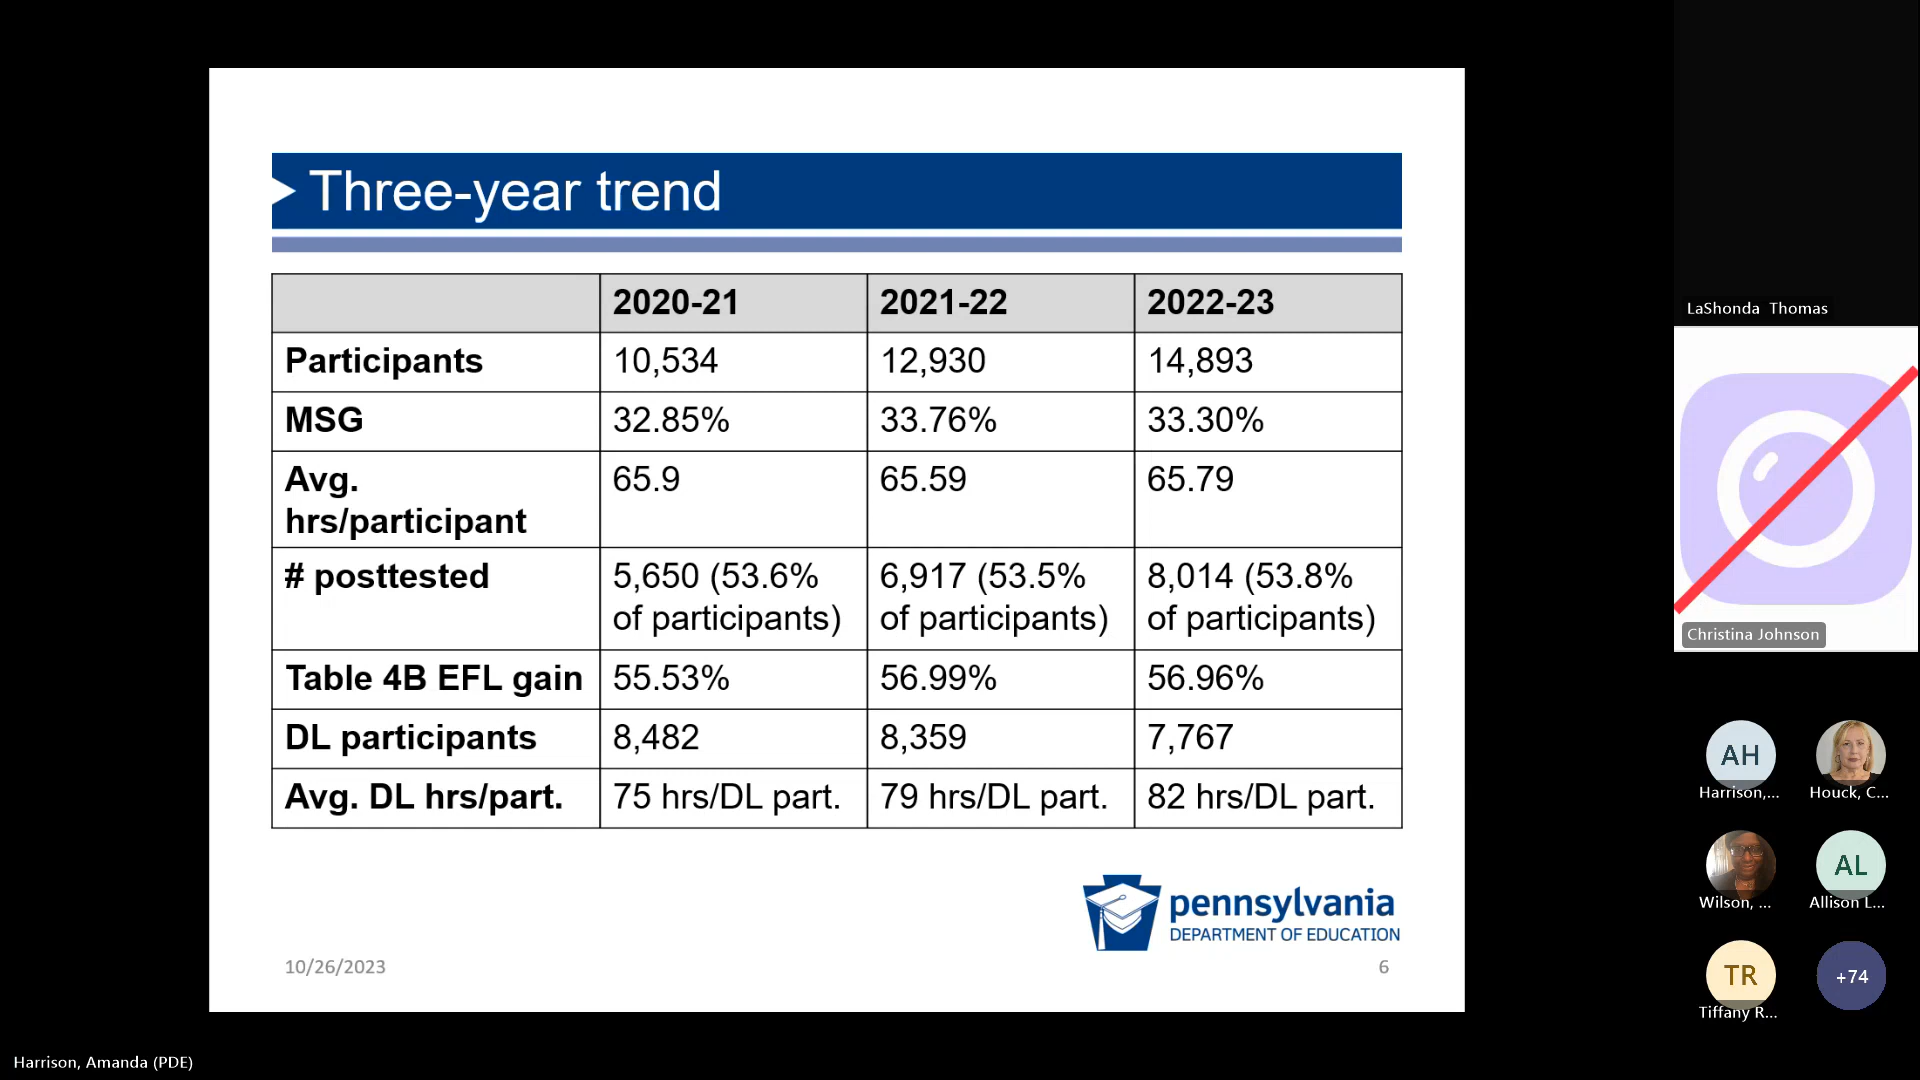 Three-year trend
2020-21 2021-22 2022-23
Participants 10,534 12,930 14,893
MSG 32.85% 33.76% 33.30%
Avg. 65.9 65.59 65.79
hrs/participant
# posttested 5,650 (53.6% 6,917 (53.5% 8,014 (53.8%
of participants) of participants) of participants)
Table 4B EFL gain 55.53% 56.99% 56.96%
DL participants 8,482 8,359 7,767
Avg. DL hrs/part. 75 hrs/DL part. 79 hrs/DL part. 82 hrs/DL part.
pennsylvania
DEPARTMENT OF EDUCATION
10/26/2023 6
LaShonda Thomas
Christina Johnson
AH
Harrison,... Houck, C...
AL
Wilson, ... Allison L...
TR +74
Tiffany R...
Harrison, Amanda (PDE)